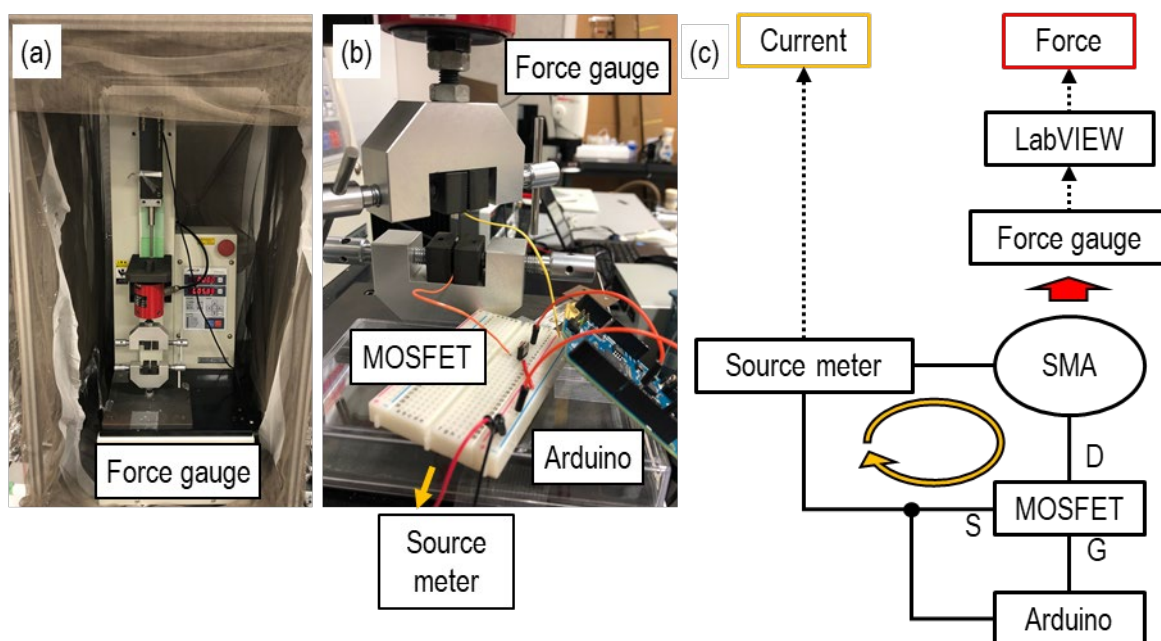 (a)
Force gauge
(b)
Force gauge
MOSFET
Arduino
Source
meter
(c)
Current
Force
LabVIEW
Force gauge
Source meter
SMA
D
MOSFET
S
G
Arduino